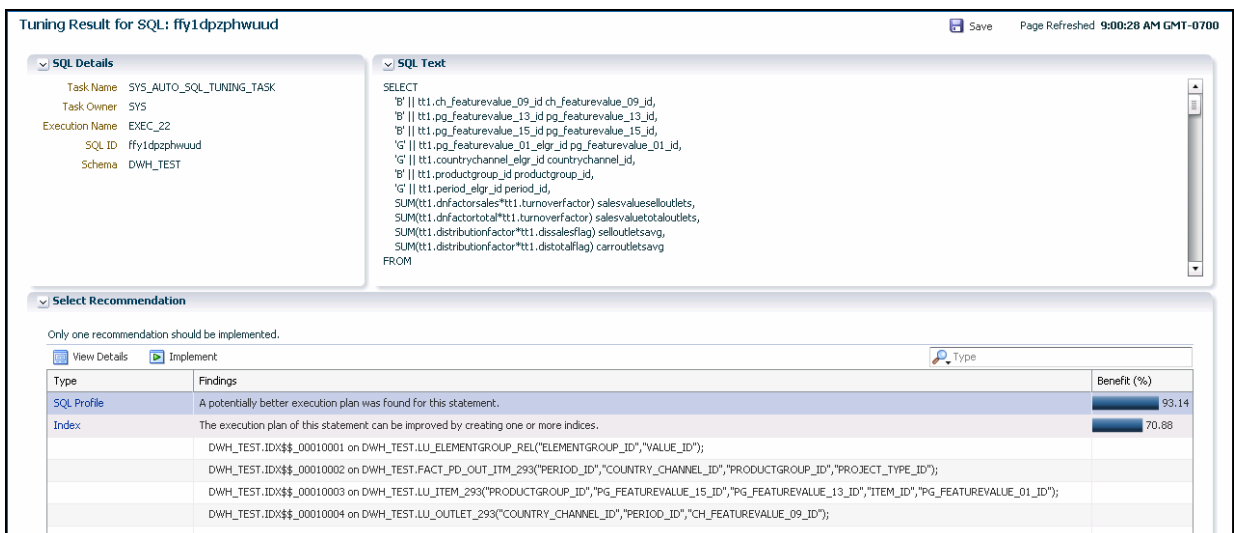 Tuning Result for SQL: ffy1dpzphwuud
Save
Page Refreshed 9:00:28 AM GMT-0700
SQL Details
Task Name SYS_AUTO_SQL_TUNING_TASK
Task Owner SYS
Execution Name EXEC_22
SQL ID ffy1dpzphwuud
Schema DWH_TEST
SQL Text
SELECT
'B' || tt1.ch_featurevalue_09_id ch_featurevalue_09_id,
'B' || tt1.pg_featurevalue_13_id pg_featurevalue_13_id,
'B' || tt1.pg_featurevalue_15_id pg_featurevalue_15_id,
'G' || tt1.pg_featurevalue_01_elgr_id pg_featurevalue_01_id,
'G' || tt1.countrychannel_elgr_id countrychannel_id,
'B' || tt1.productgroup_id productgroup_id,
'G' || tt1.period_elgr_id period_id,
SUM(tt1.dnfactorsales*tt1.turnoverfactor) salesvalueselloutlets,
SUM(tt1.dnfactortotal*tt1.turnoverfactor) salesvaluetotaloutlets,
SUM(tt1.distributionfactor*tt1.dissalesflag) selloutletsavg,
SUM(tt1.distributionfactor*tt1.distotalflag) carroutletsavg
FROM
Select Recommendation
Only one recommendation should be implemented.
View Details Implement Type
Type Findings Benefit (%)
SQL Profile A potentially better execution plan was found for this statement. 93.14
Index The execution plan of this statement can be improved by creating one or more indices. 70.88
DWH_TEST.IDX$$_00010001 on DWH_TEST.LU_ELEMENTGROUP_REL("ELEMENTGROUP_ID","VALUE_ID");
DWH_TEST.IDX$$_00010002 on DWH_TEST.FACT_PD_OUT_ITM_293("PERIOD_ID","COUNTRY_CHANNEL_ID","PRODUCTGROUP_ID","PROJECT_TYPE_ID");
DWH_TEST.IDX$$_00010003 on DWH_TEST.LU_ITEM_293("PRODUCTGROUP_ID","PG_FEATUREVALUE_15_ID","PG_FEATUREVALUE_13_ID","ITEM_ID","PG_FEATUREVALUE_01_ID");
DWH_TEST.IDX$$_00010004 on DWH_TEST.LU_OUTLET_293("COUNTRY_CHANNEL_ID","PERIOD_ID","CH_FEATUREVALUE_09_ID");